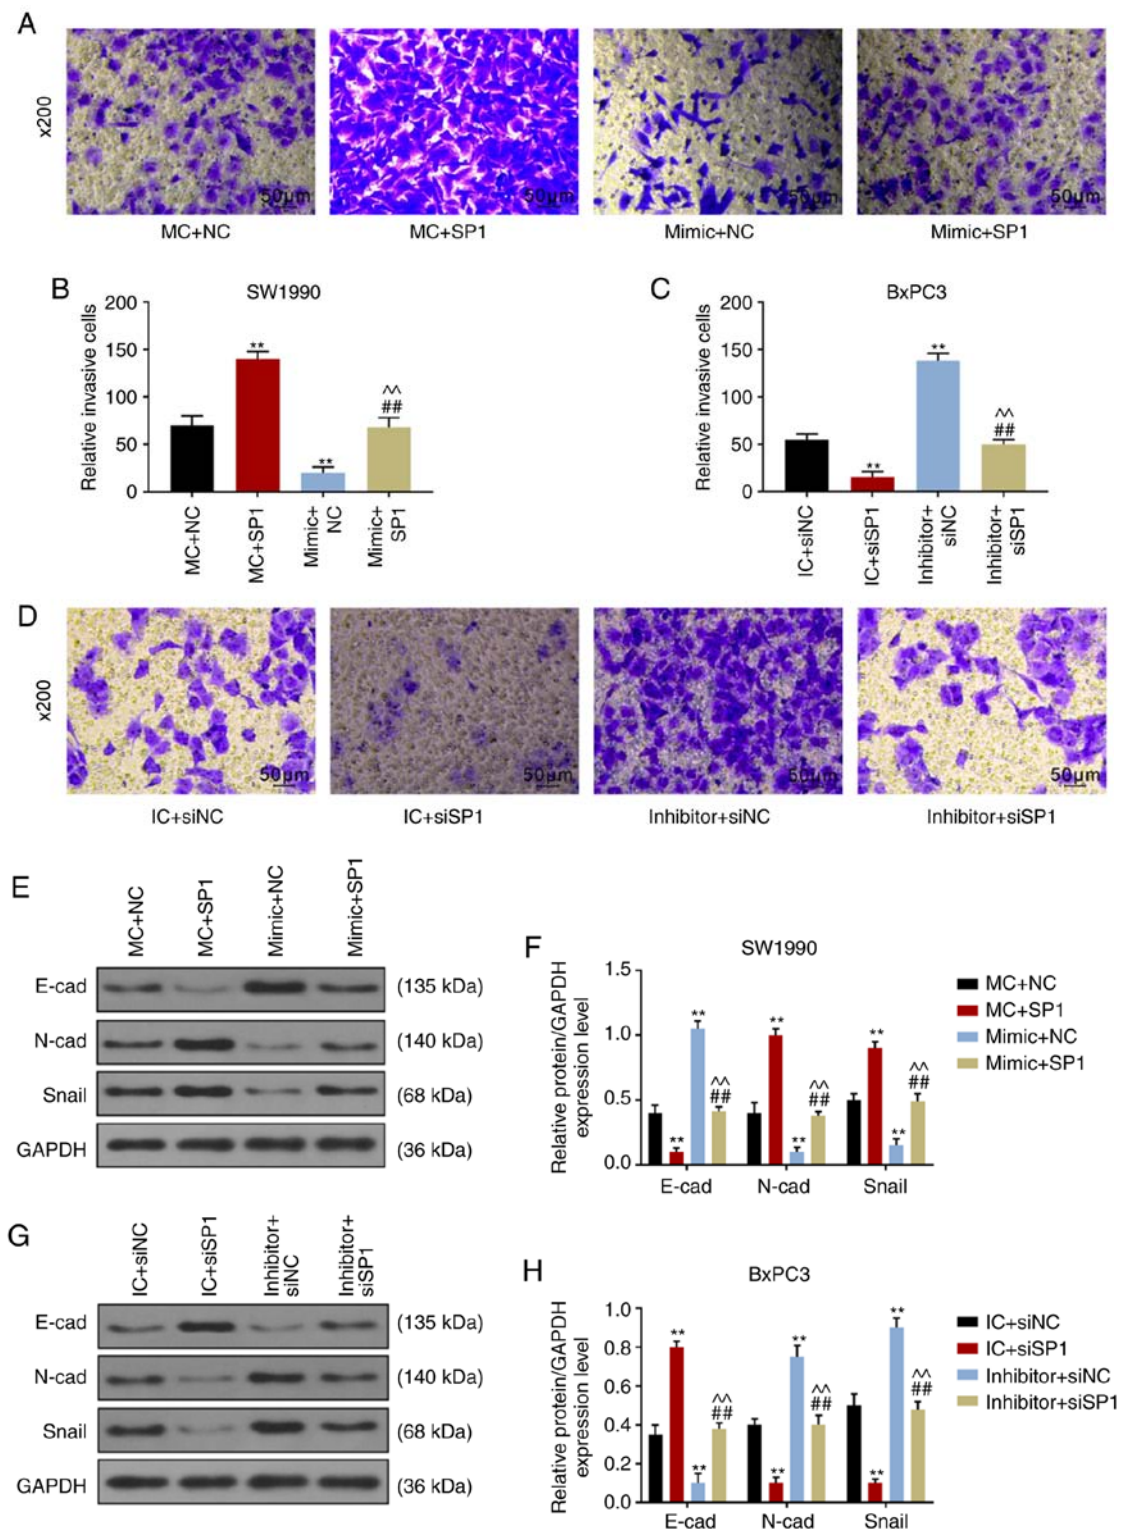 A
x200
50μm
50μm
50μm
50μm
MC+NC
MC+SP1
Mimic+NC
Mimic+SP1
B
SW1990
Relative invasive cells
200
150
100
50
0
**
**
^^
##
MC+NC
MC+SP1
Mimic+
NC
Mimic+
SP1
C
BxPC3
Relative invasive cells
200
150
100
50
0
**
**
^^
##
IC+siNC
IC+siSP1
Inhibitor+
siNC
Inhibitor+
siSP1
D
x200
50μm
50μm
50μm
50μm
IC+siNC
IC+siSP1
Inhibitor+siNC
Inhibitor+siSP1
E
MC+NC
MC+SP1
Mimic+NC
Mimic+SP1
E-cad
(135 kDa)
N-cad
(140 kDa)
Snail
(68 kDa)
GAPDH
(36 kDa)
F
SW1990
Relative protein/GAPDH
expression level
1.5
1.0
0.5
0.0
**
**
^^
##
**
**
^^
##
**
**
^^
##
E-cad
N-cad
Snail
MC+NC
MC+SP1
Mimic+NC
Mimic+SP1
G
IC+siNC
IC+siSP1
Inhibitor+
siNC
Inhibitor+
siSP1
E-cad
(135 kDa)
N-cad
(140 kDa)
Snail
(68 kDa)
GAPDH
(36 kDa)
H
BxPC3
Relative protein/GAPDH
expression level
1.0
0.8
0.6
0.4
0.2
0.0
**
**
^^
##
**
**
^^
##
**
**
^^
##
E-cad
N-cad
Snail
IC+siNC
IC+siSP1
Inhibitor+siNC
Inhibitor+siSP1